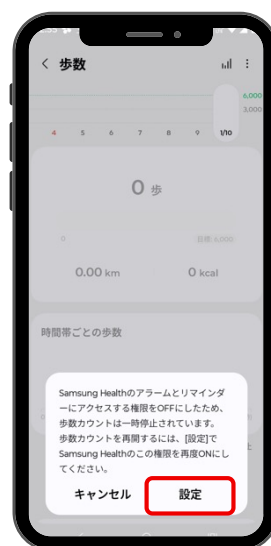 歩数
6,000
3,000
4 5 6 7 8 9 1/10
0 歩
0 目標 6,000
0.00 km 0 kcal
時間帯ごとの歩数
Samsung Healthのアラームとリマインダ
ーにアクセスする権限をOFFにしたため、
歩数カウントは一時停止されています。
歩数カウントを再開するには、[設定]で
Samsung Healthのこの権限を再度ONにし
てください。
キャンセル 設定